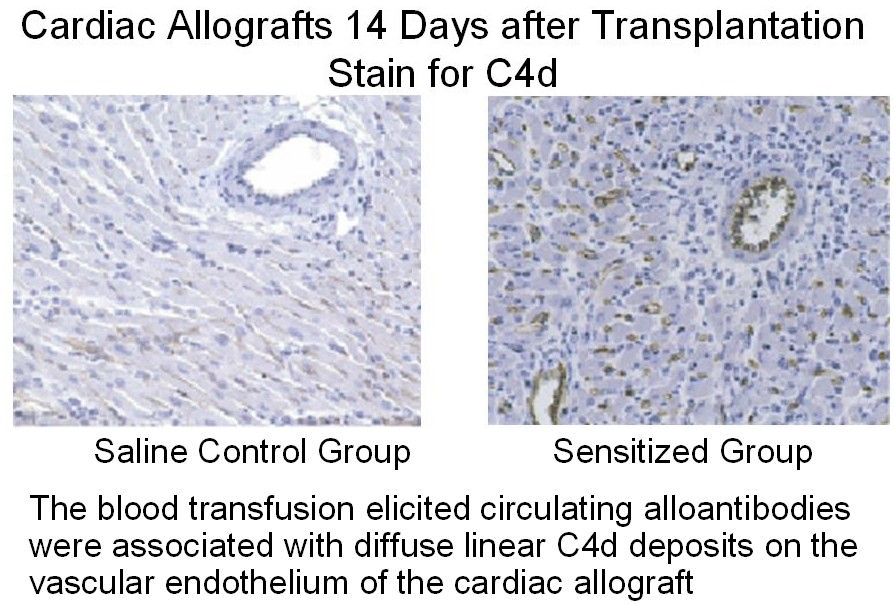 Cardiac Allografts 14 Days after Transplantation
Stain for C4d
Saline Control Group
Sensitized Group
The blood transfusion elicited circulating alloantibodies
were associated with diffuse linear C4d deposits on the
vascular endothelium of the cardiac allograft